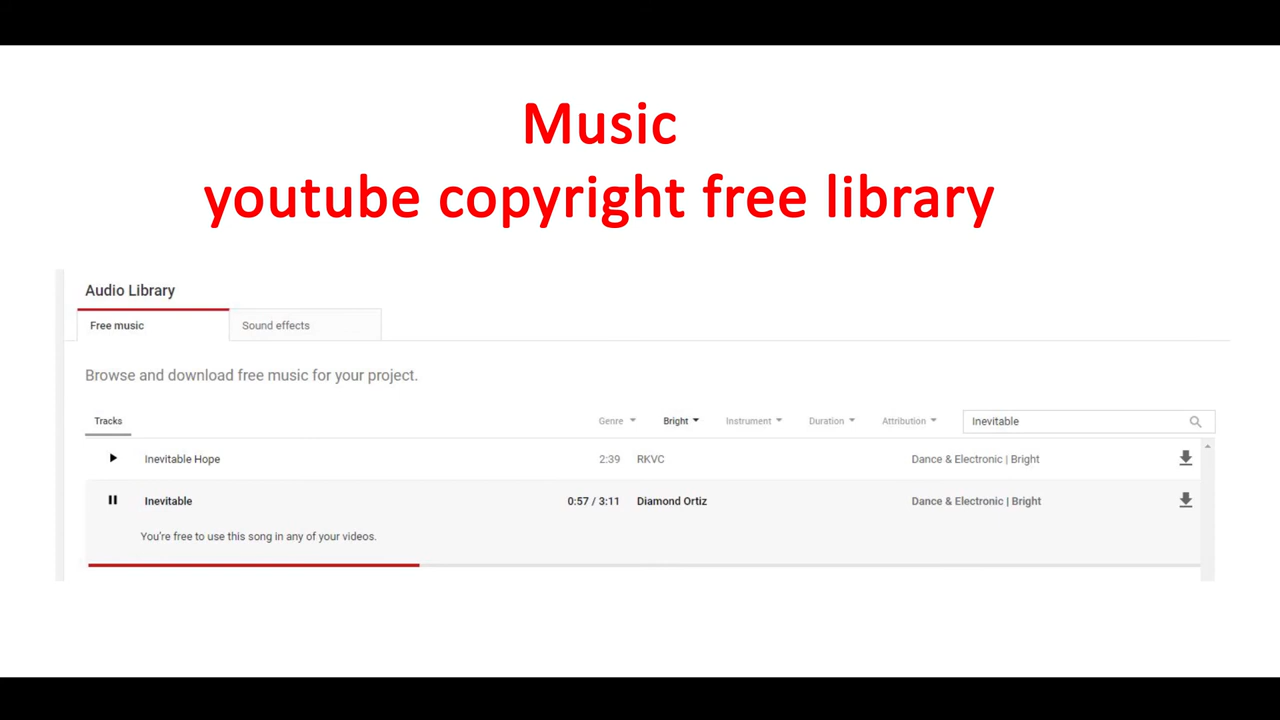 Music
youtube copyright free library
Audio Library
Free music Sound effects
Browse and download free music for your project.
Tracks Genre Bright Instrument Duration Attribution Inevitable
Inevitable Hope 2:39 RKVC Dance & Electronic | Bright
Inevitable 0:57 / 3:11 Diamond Ortiz Dance & Electronic | Bright
You're free to use this song in any of your videos.